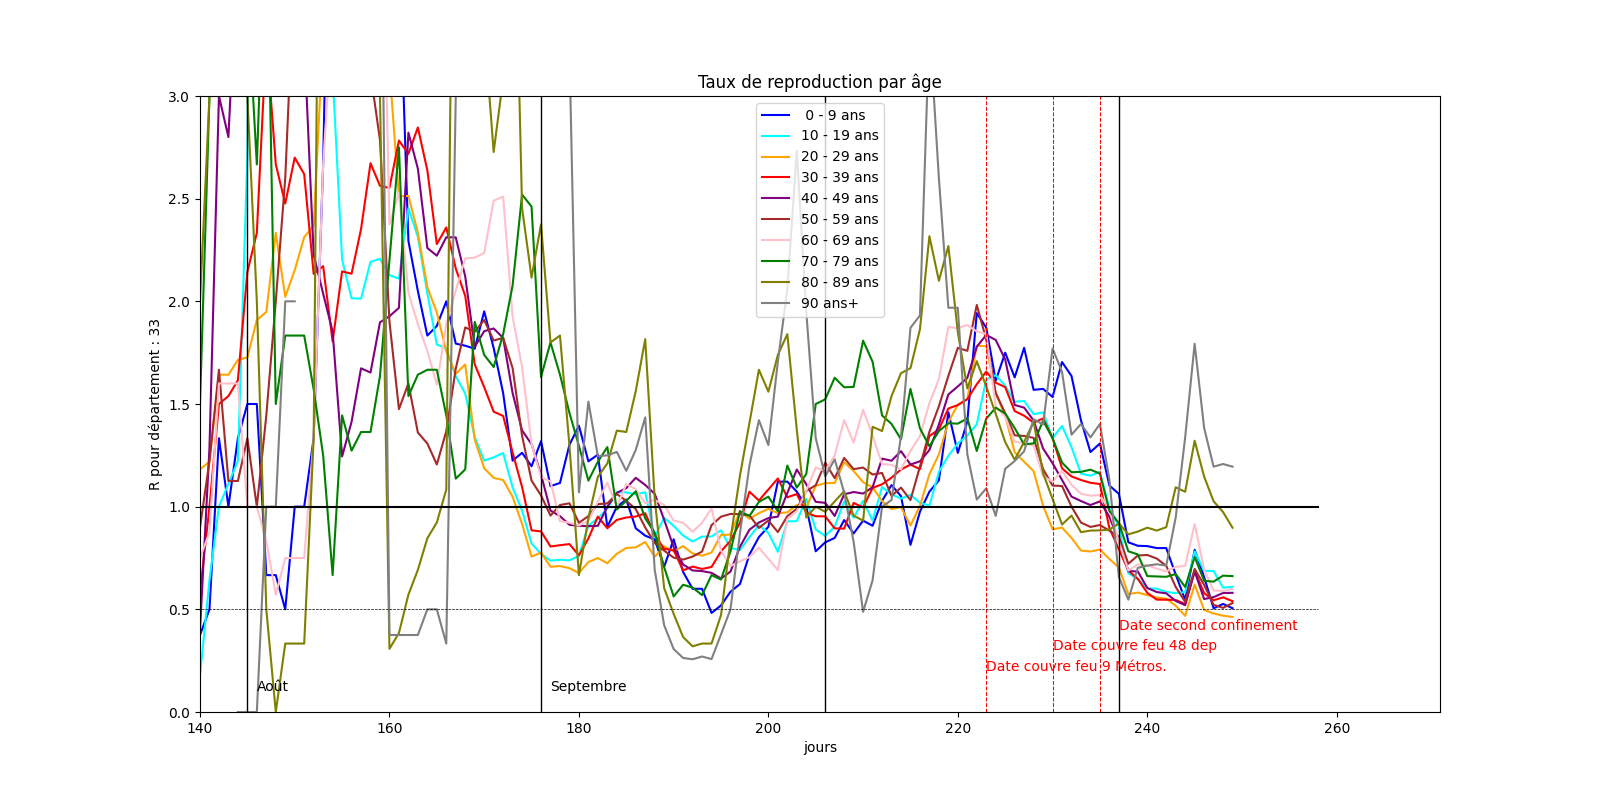 Taux de reproduction par âge
3.0
2.5
2.0
1.5
1.0
0.5
0.0
R pour département : 33
0 - 9 ans
10 - 19 ans
20 - 29 ans
30 - 39 ans
40 - 49 ans
50 - 59 ans
60 - 69 ans
70 - 79 ans
80 - 89 ans
90 ans+
Date second confinement
Date couvre feu 48 dep
Date couvre feu 9 Métros.
Août
Septembre
140 160 180 200 220 240 260
jours